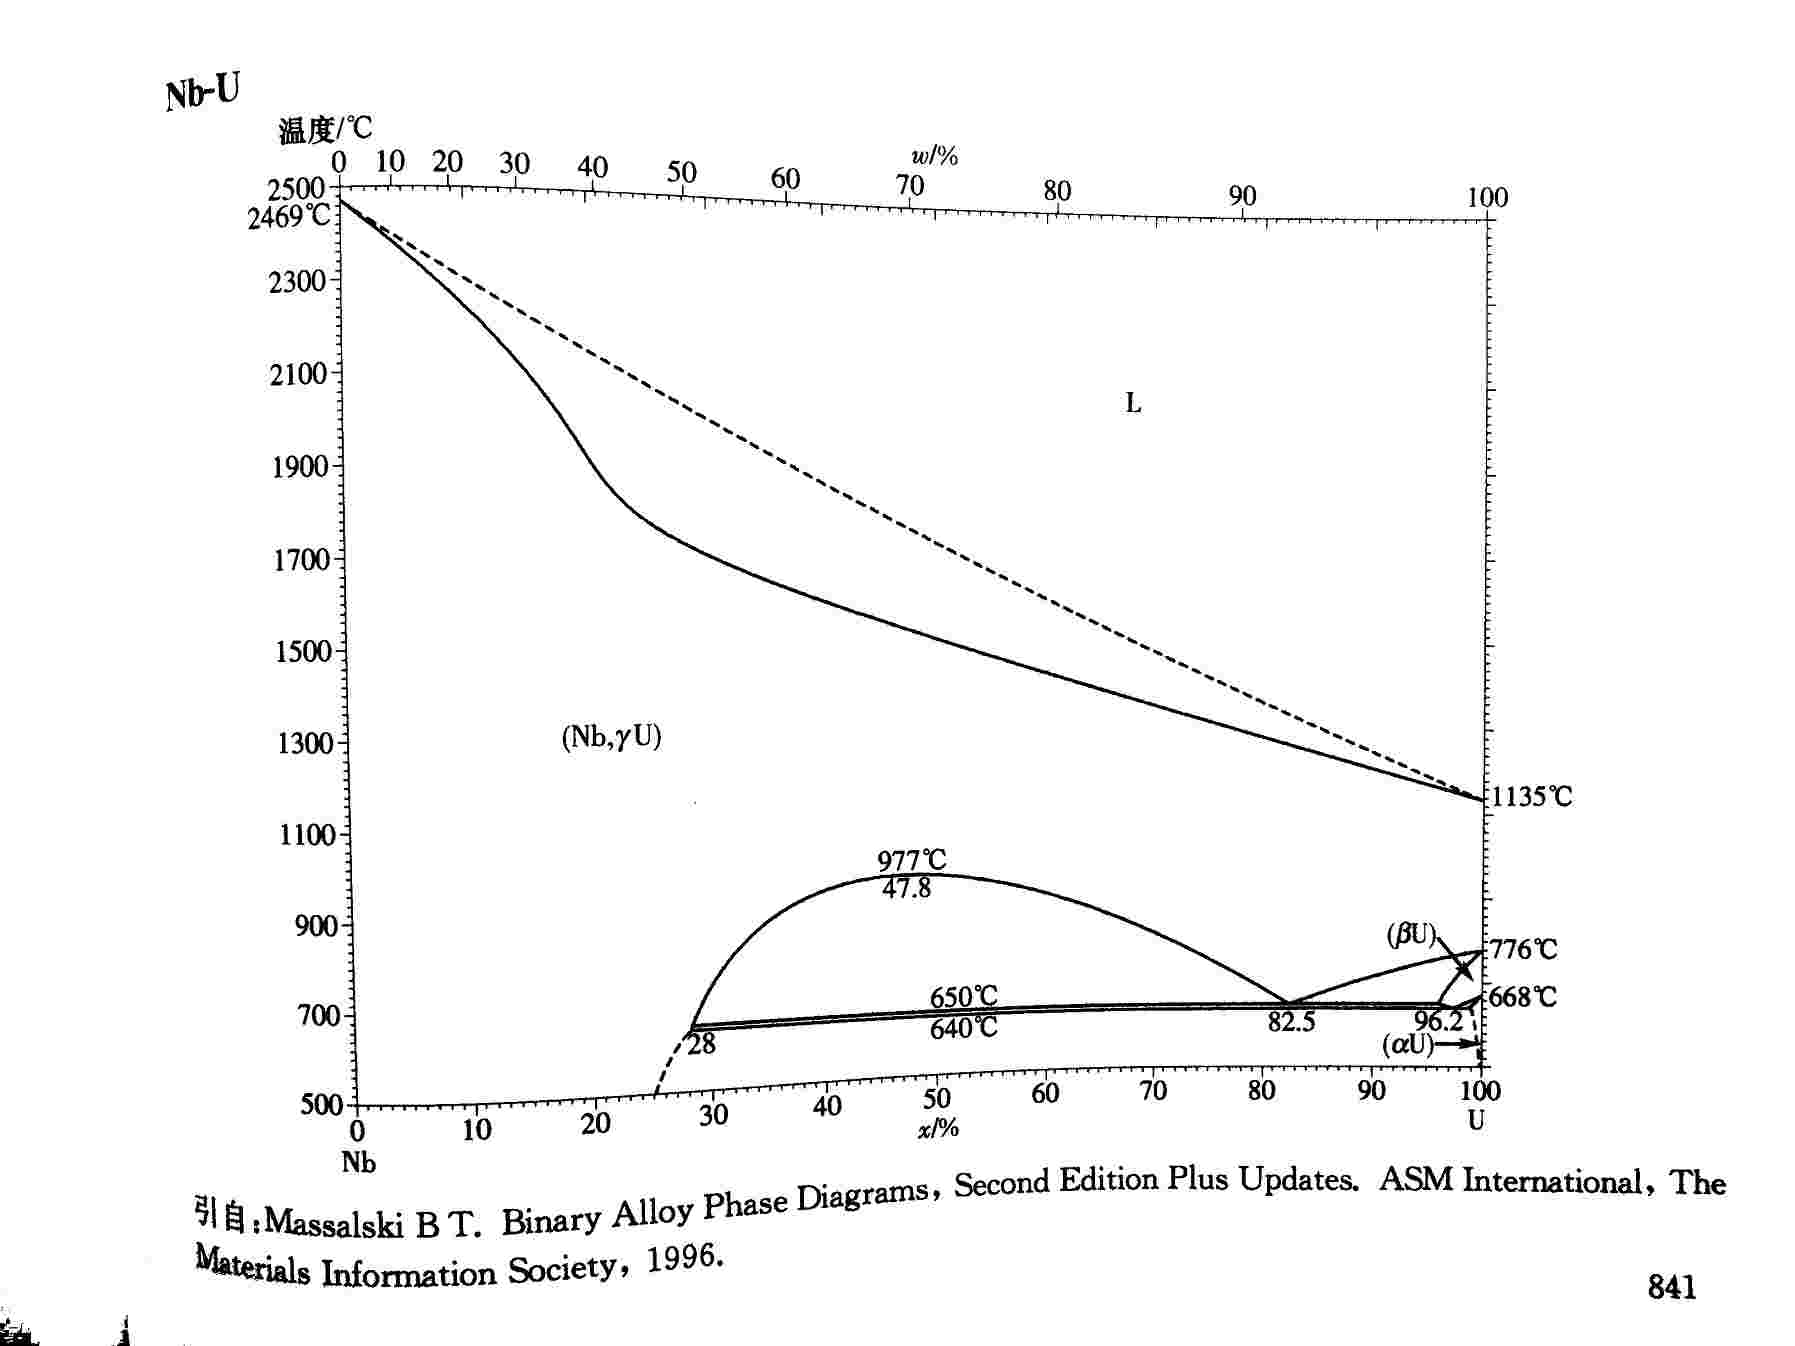 Nb-U
温度/℃
w/%
0 10 20 30 40 50 60 70 80 90 100
2500
2469℃
2300
2100
L
1900
1700
1500
(Nb,γU)
1300
1135℃
1100
977℃
47.8
900
(βU)
776℃
700
650℃
668℃
640℃
28
82.5
96.2
(αU)
500
0 10 20 30 40 50 60 70 80 90 100
x/%
Nb
U
引自:Massalski B T. Binary Alloy Phase Diagrams, Second Edition Plus Updates. ASM International, The
Materials Information Society, 1996.
841